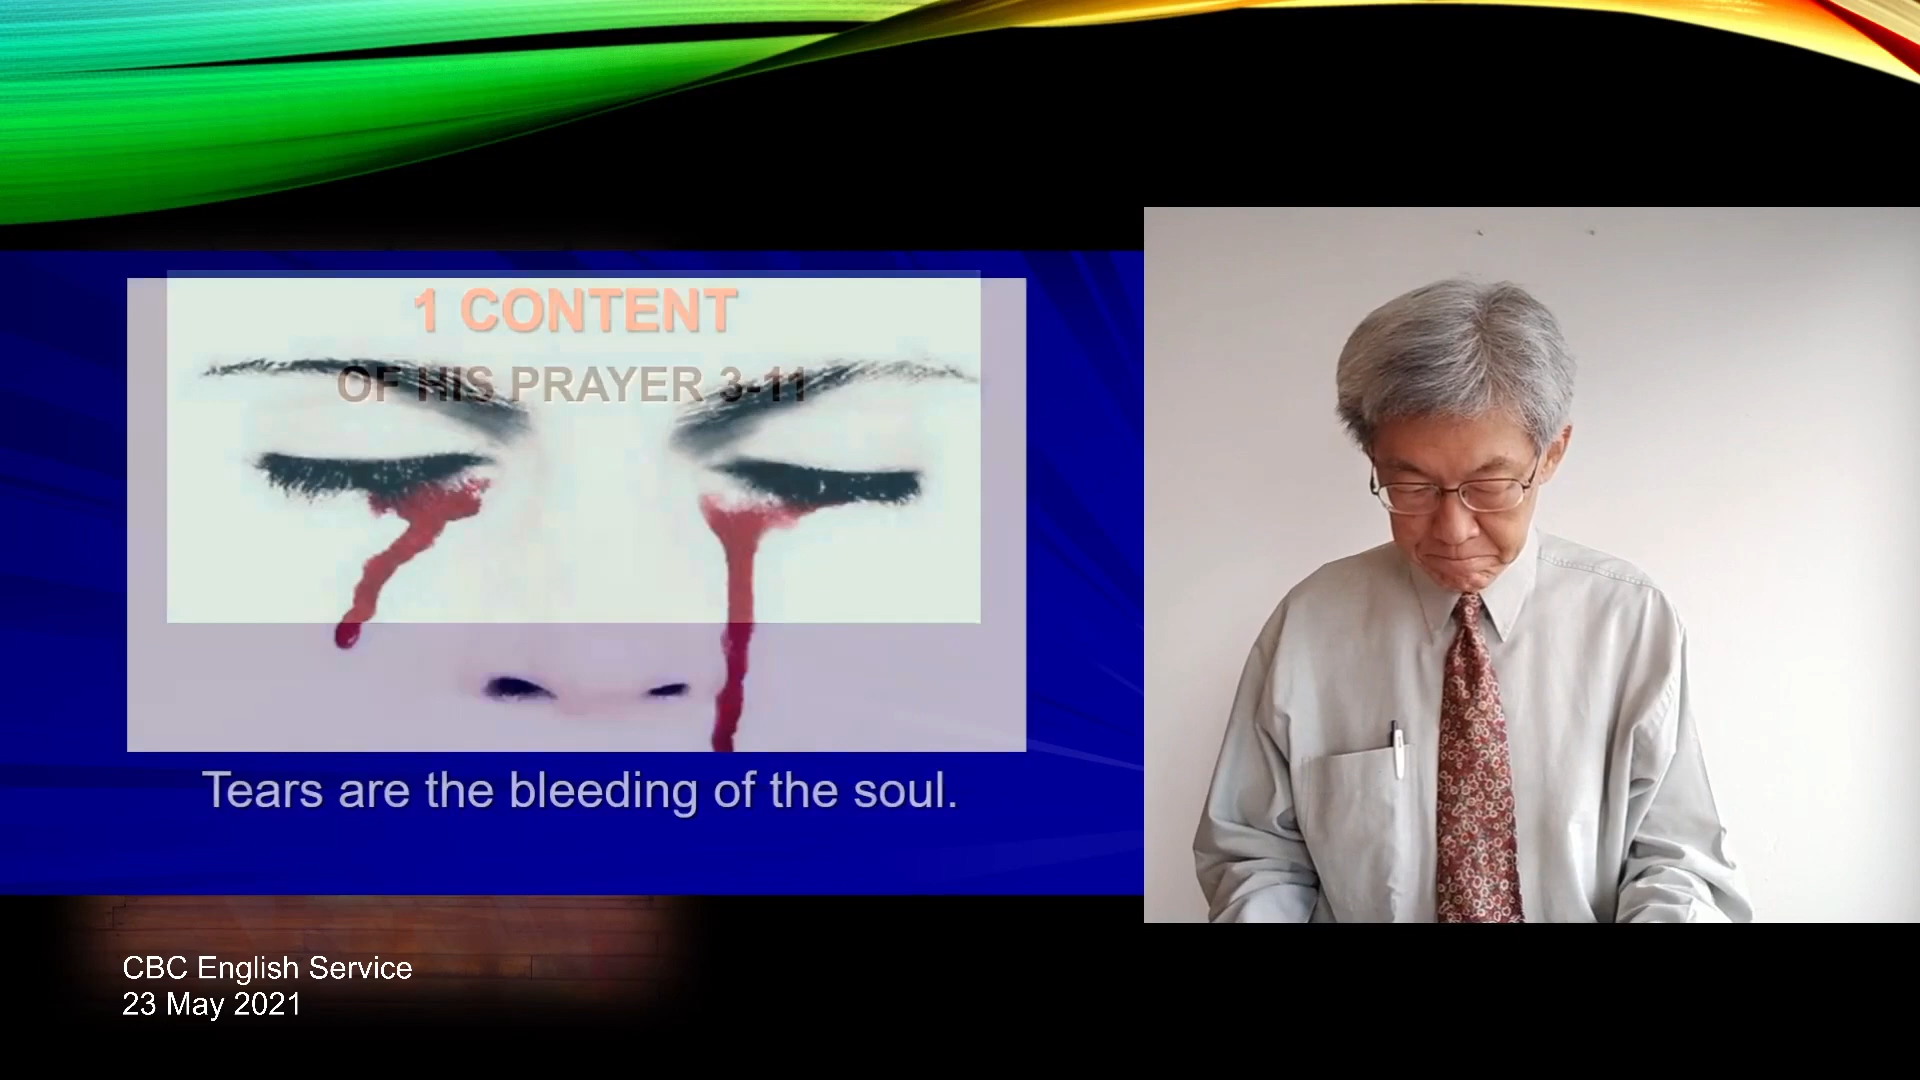 1 CONTENT
OF HIS PRAYER 3-11
Tears are the bleeding of the soul.
CBC English Service
23 May 2021